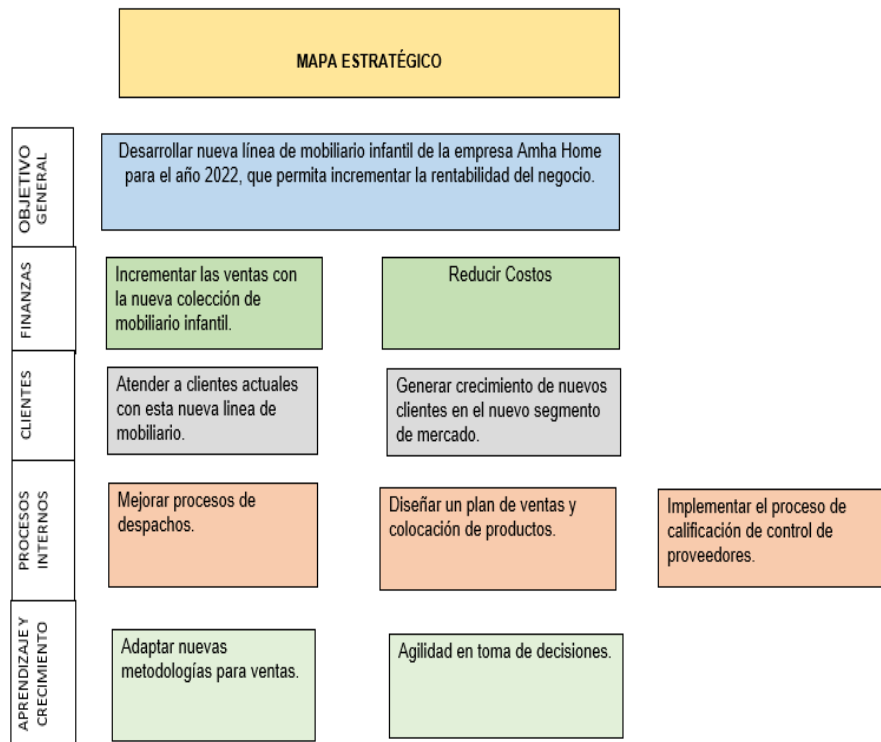 MAPA ESTRATÉGICO
OBJETIVO
GENERAL
Desarrollar nueva línea de mobiliario infantil de la empresa Amha Home
para el año 2022, que permita incrementar la rentabilidad del negocio.
FINANZAS
Incrementar las ventas con
la nueva colección de
mobiliario infantil.
Reducir Costos
CLIENTES
Atender a clientes actuales
con esta nueva linea de
mobiliario.
Generar crecimiento de nuevos
clientes en el nuevo segmento
de mercado.
PROCESOS
INTERNOS
Mejorar procesos de
despachos.
Diseñar un plan de ventas y
colocación de productos.
Implementar el proceso de
calificación de control de
proveedores.
APRENDIZAJE Y
CRECIMIENTO
Adaptar nuevas
metodologías para ventas.
Agilidad en toma de decisiones.